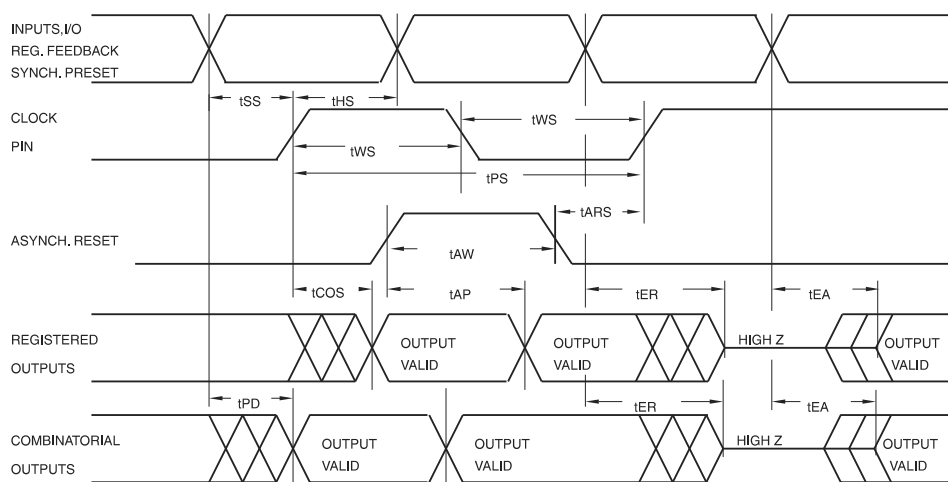 INPUTS,I/O
REG. FEEDBACK
SYNCH. PRESET
tSS
tHS
CLOCK
PIN
tWS
tWS
tPS
tARS
ASYNCH. RESET
tAW
tCOS
tAP
tER
tEA
REGISTERED
OUTPUTS
OUTPUT
VALID
OUTPUT
VALID
HIGH Z
OUTPUT
VALID
tPD
tER
tEA
COMBINATORIAL
OUTPUTS
OUTPUT
VALID
OUTPUT
VALID
HIGH Z
OUTPUT
VALID